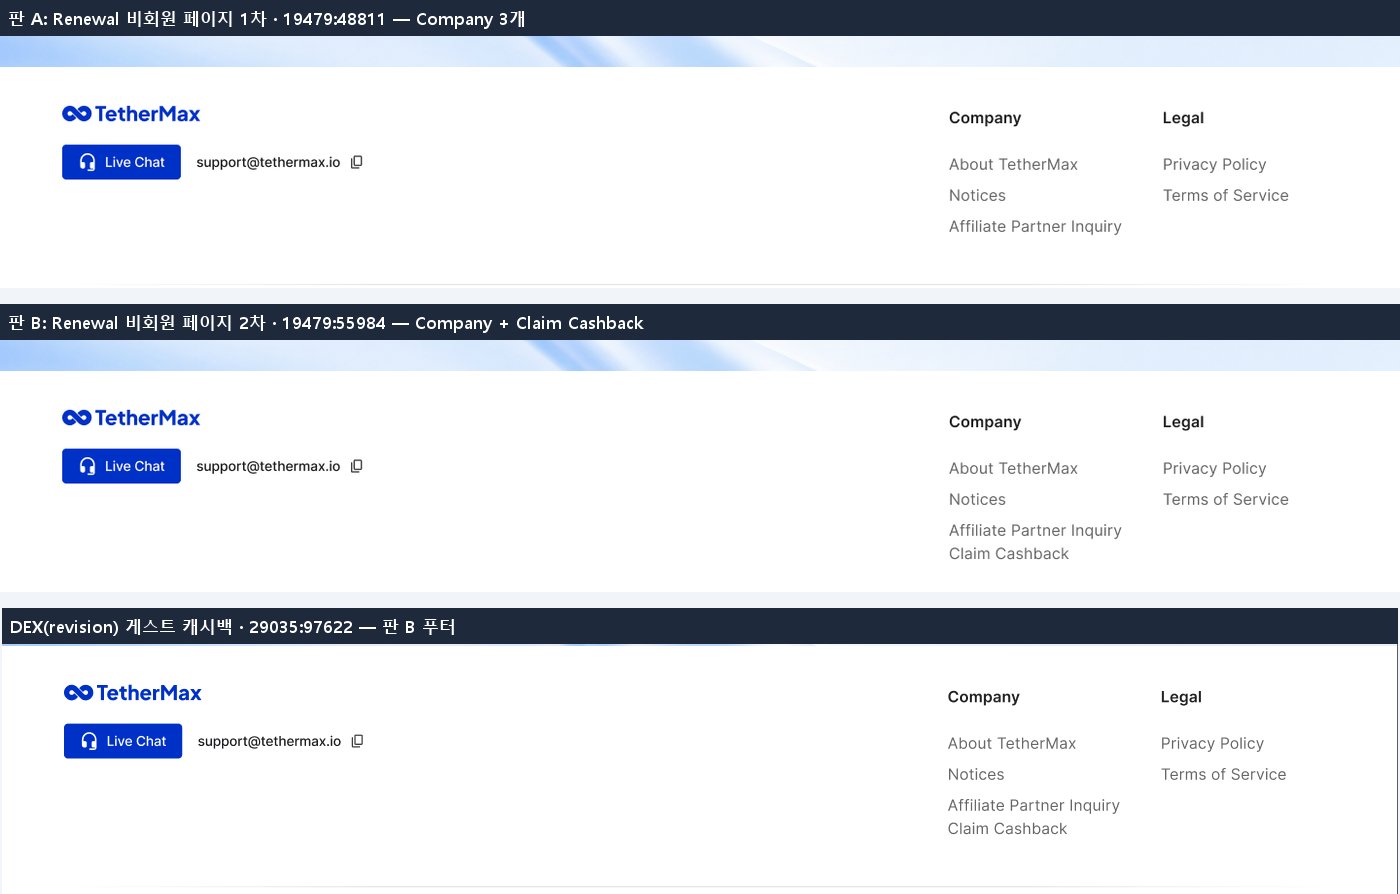 판 A: Renewal 비회원 페이지 1차 · 19479:48811 — Company 3개
TetherMax
Live Chat
support@tethermax.io
Company
About TetherMax
Notices
Affiliate Partner Inquiry
Legal
Privacy Policy
Terms of Service
판 B: Renewal 비회원 페이지 2차 · 19479:55984 — Company + Claim Cashback
TetherMax
Live Chat
support@tethermax.io
Company
About TetherMax
Notices
Affiliate Partner Inquiry
Claim Cashback
Legal
Privacy Policy
Terms of Service
DEX(revision) 게스트 캐시백 · 29035:97622 — 판 B 푸터
TetherMax
Live Chat
support@tethermax.io
Company
About TetherMax
Notices
Affiliate Partner Inquiry
Claim Cashback
Legal
Privacy Policy
Terms of Service